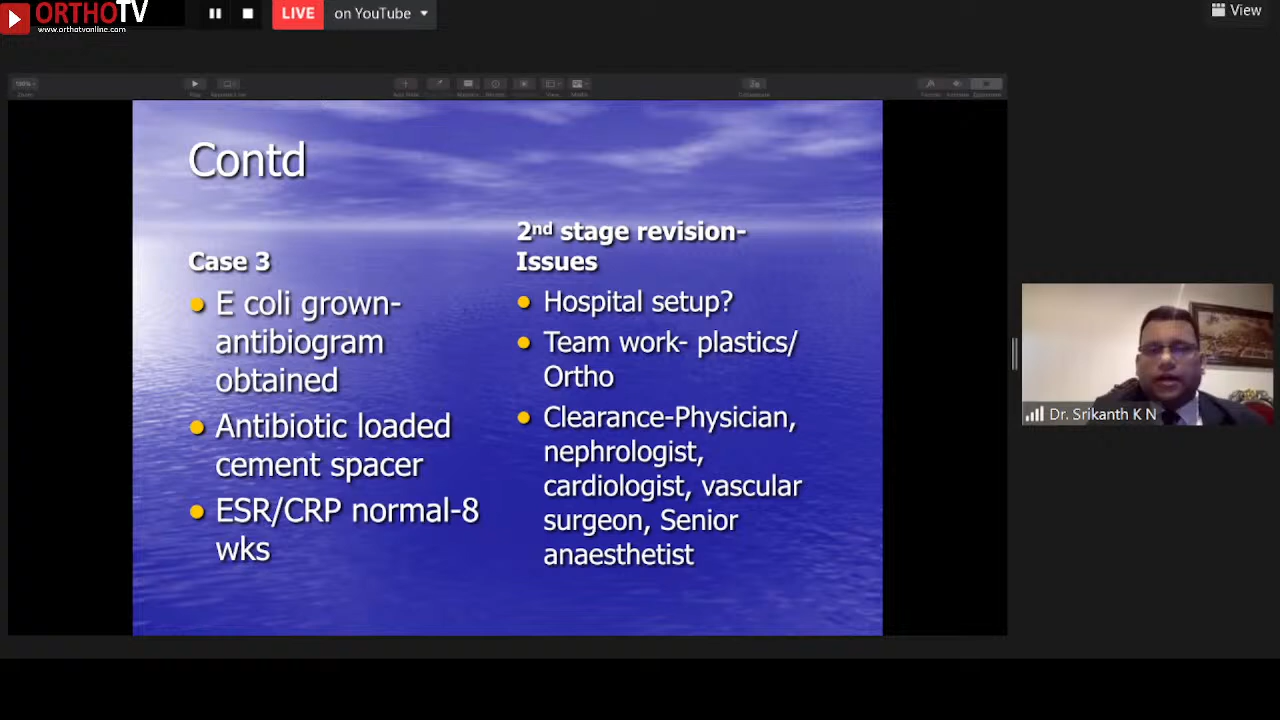 ORTHOTV
www.orthotvonline.com
LIVE
on YouTube
View
Contd
Case 3
E coli grown-
antibiogram
obtained
Antibiotic loaded
cement spacer
ESR/CRP normal-8
wks
2nd stage revision-
Issues
Hospital setup?
Team work- plastics/
Ortho
Clearance-Physician,
nephrologist,
cardiologist, vascular
surgeon, Senior
anaesthetist
Dr. Srikanth K N